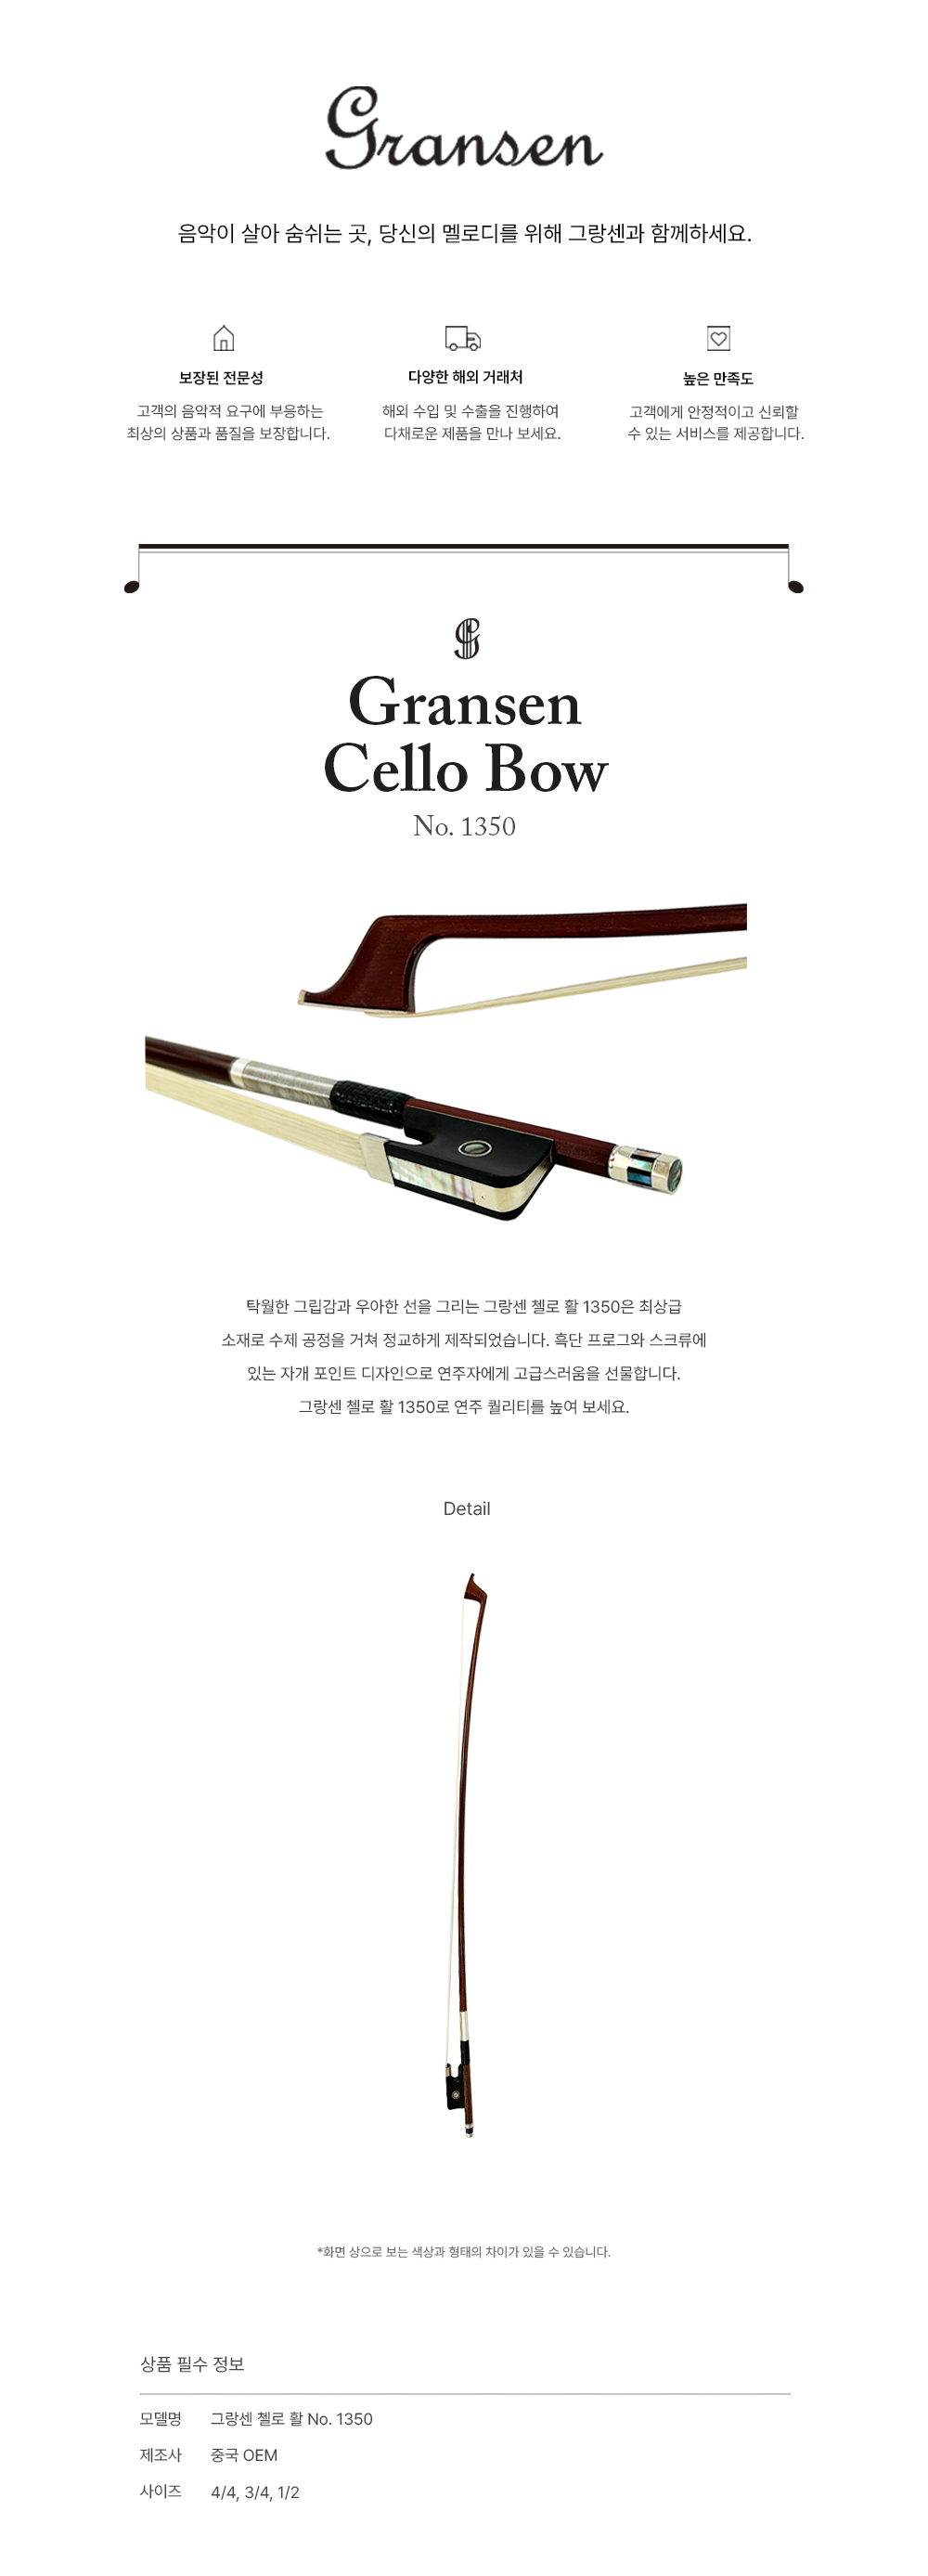 Gransen
음악이 살아 숨쉬는 곳, 당신의 멜로디를 위해 그랑센과 함께하세요.
보장된 전문성
고객의 음악적 요구에 부응하는
최상의 상품과 품질을 보장합니다.
다양한 해외 거래처
해외 수입 및 수출을 진행하여
다채로운 제품을 만나 보세요.
높은 만족도
고객에게 안정적이고 신뢰할
수 있는 서비스를 제공합니다.
Gransen
Cello Bow
No. 1350
탁월한 그립감과 우아한 선을 그리는 그랑센 첼로 활 1350은 최상급
소재로 수제 공정을 거쳐 정교하게 제작되었습니다. 흑단 프로그와 스크류에
있는 자개 포인트 디자인으로 연주자에게 고급스러움을 선물합니다.
그랑센 첼로 활 1350로 연주 퀄리티를 높여 보세요.
Detail
*화면 상으로 보는 색상과 형태의 차이가 있을 수 있습니다.
상품 필수 정보
모델명 그랑센 첼로 활 No. 1350
제조사 중국 OEM
사이즈 4/4, 3/4, 1/2